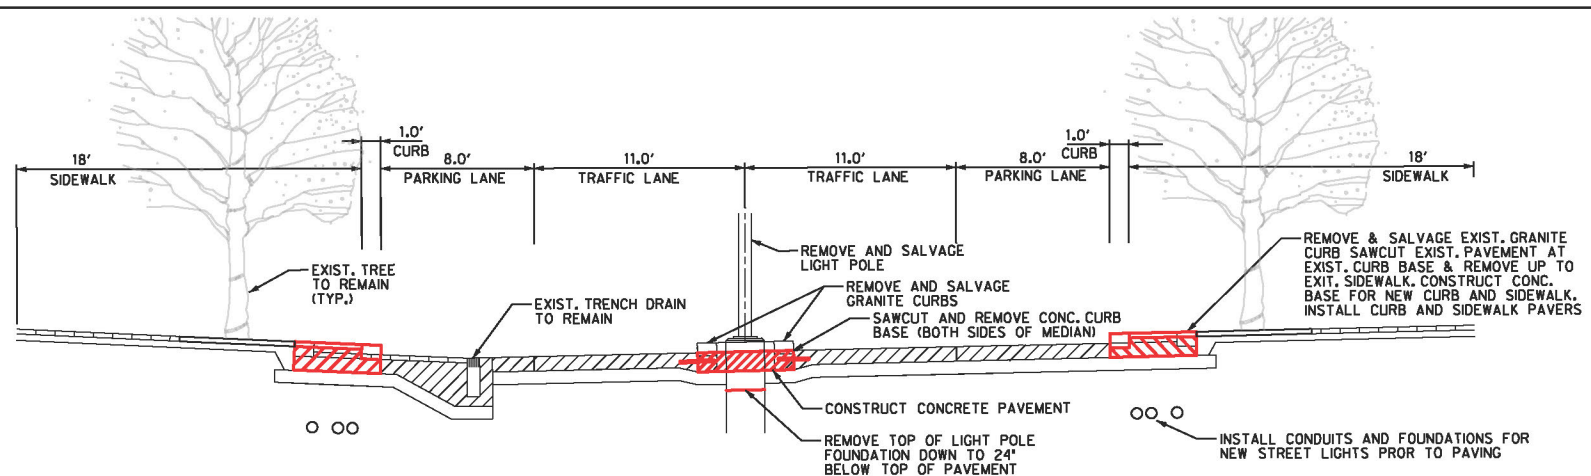 1.0'
CURB
1.0'
CURB
18'
SIDEWALK
8.0'
PARKING LANE
11.0'
TRAFFIC LANE
11.0'
TRAFFIC LANE
8.0'
PARKING LANE
18'
SIDEWALK
EXIST. TREE
TO REMAIN
(TYP.)
EXIST. TRENCH DRAIN
TO REMAIN
REMOVE AND SALVAGE
LIGHT POLE
REMOVE AND SALVAGE
GRANITE CURBS
SAWCUT AND REMOVE CONC. CURB
BASE (BOTH SIDES OF MEDIAN)
REMOVE & SALVAGE EXIST. GRANITE
CURB SAWCUT EXIST. PAVEMENT AT
EXIST. CURB BASE & REMOVE UP TO
EXIT. SIDEWALK. CONSTRUCT CONC.
BASE FOR NEW CURB AND SIDEWALK.
INSTALL CURB AND SIDEWALK PAVERS
CONSTRUCT CONCRETE PAVEMENT
REMOVE TOP OF LIGHT POLE
FOUNDATION DOWN TO 24"
BELOW TOP OF PAVEMENT
INSTALL CONDUITS AND FOUNDATIONS FOR
NEW STREET LIGHTS PROR TO PAVING